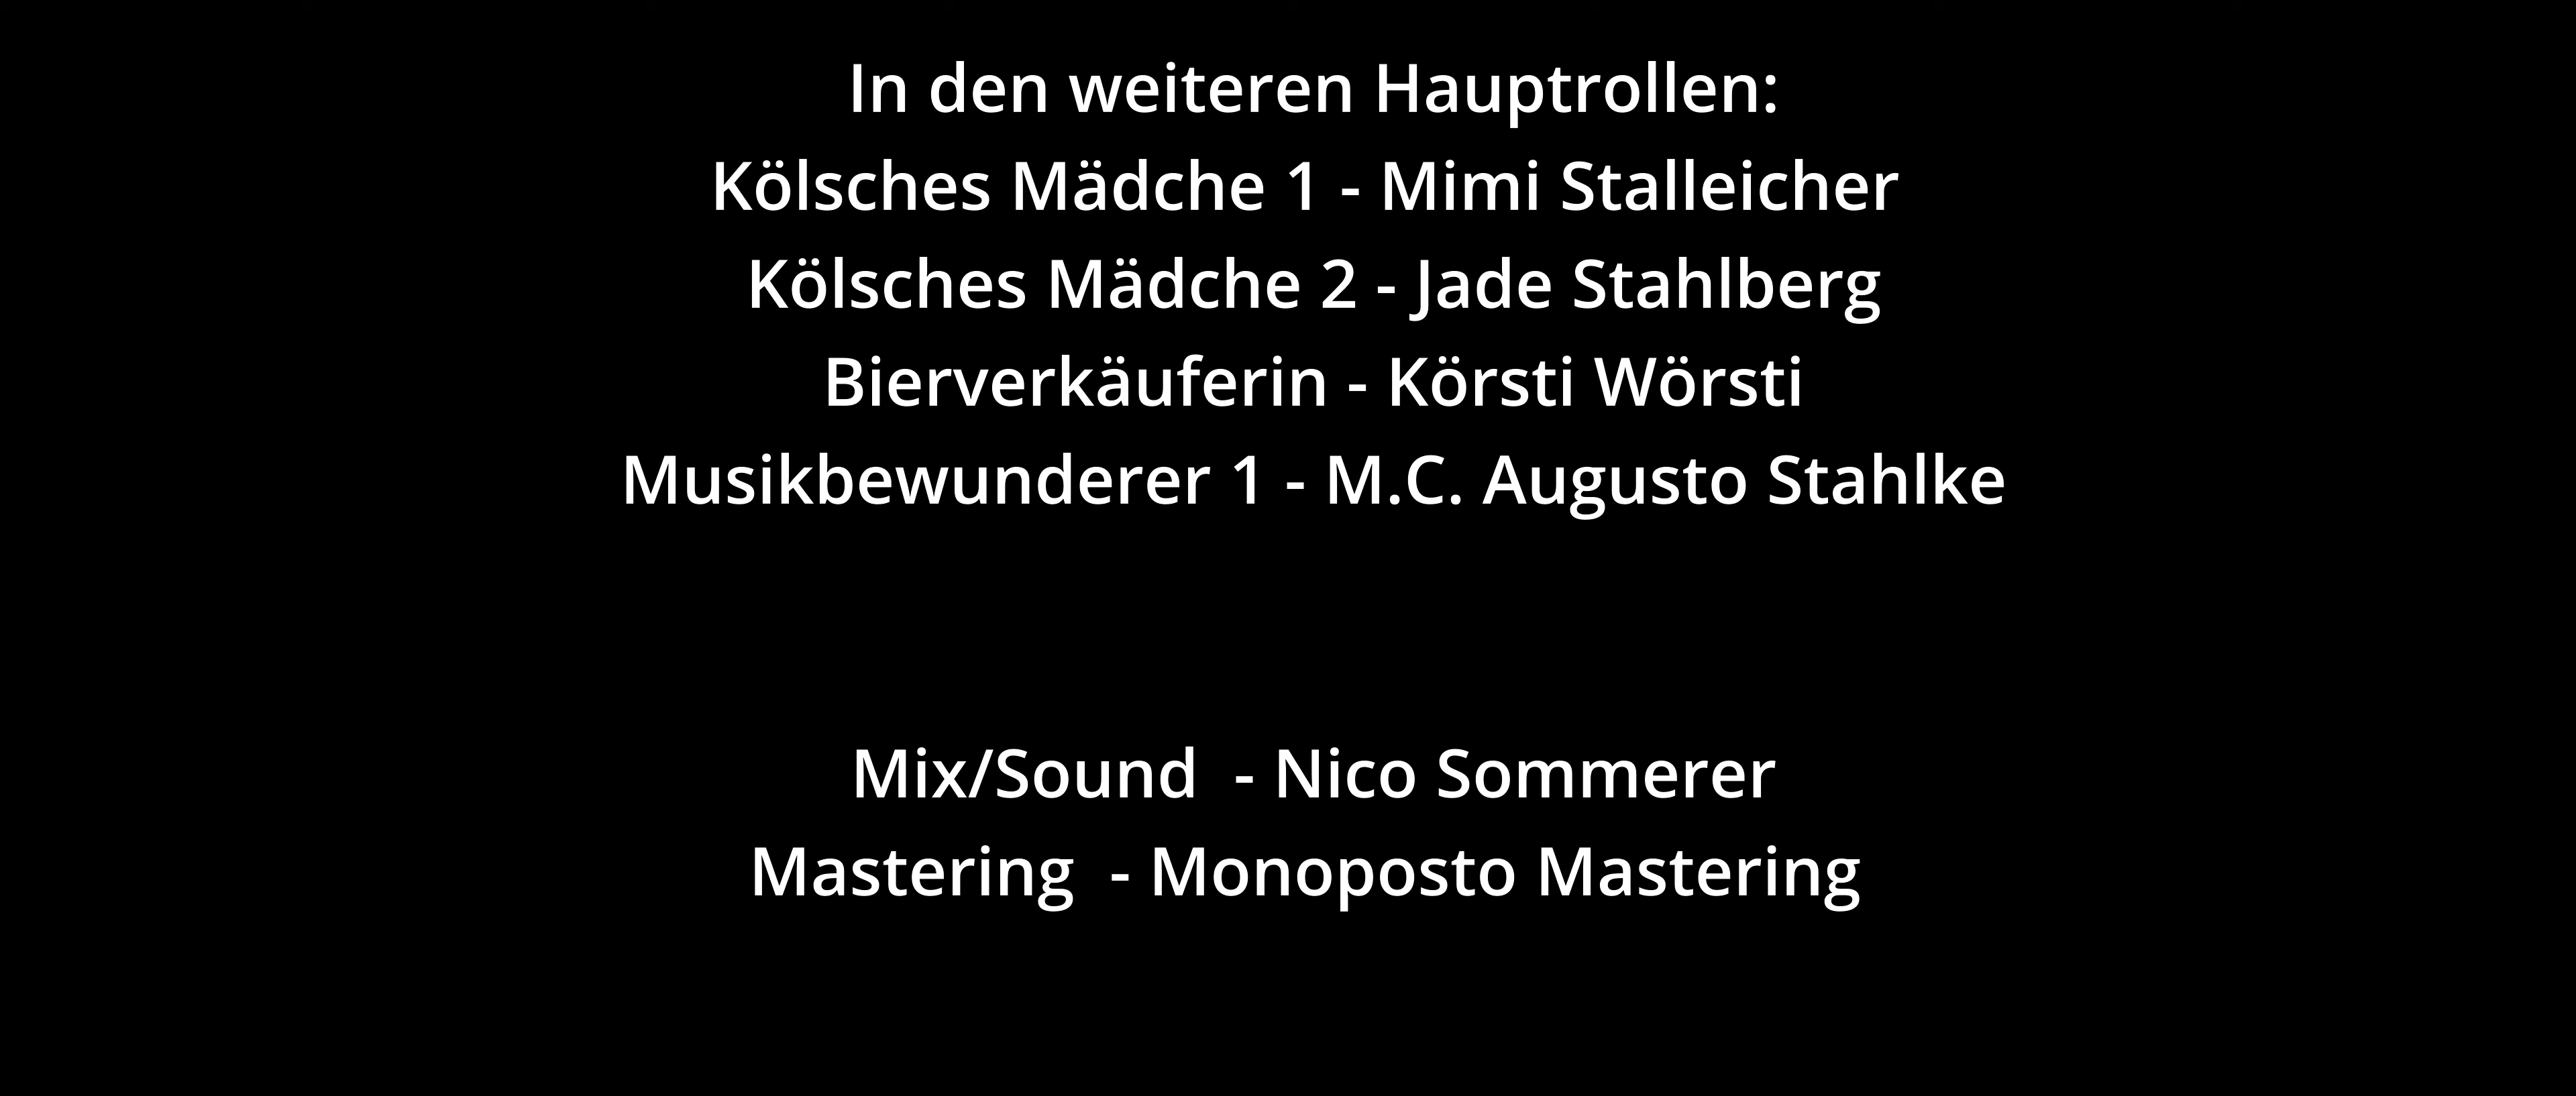 In den weiteren Hauptrollen:
Kölsches Mädche 1 - Mimi Stalleicher
Kölsches Mädche 2 - Jade Stahlberg
Bierverkäuferin - Körsti Wörsti
Musikbewunderer 1 - M.C. Augusto Stahlke
Mix/Sound  - Nico Sommerer
Mastering  - Monoposto Mastering